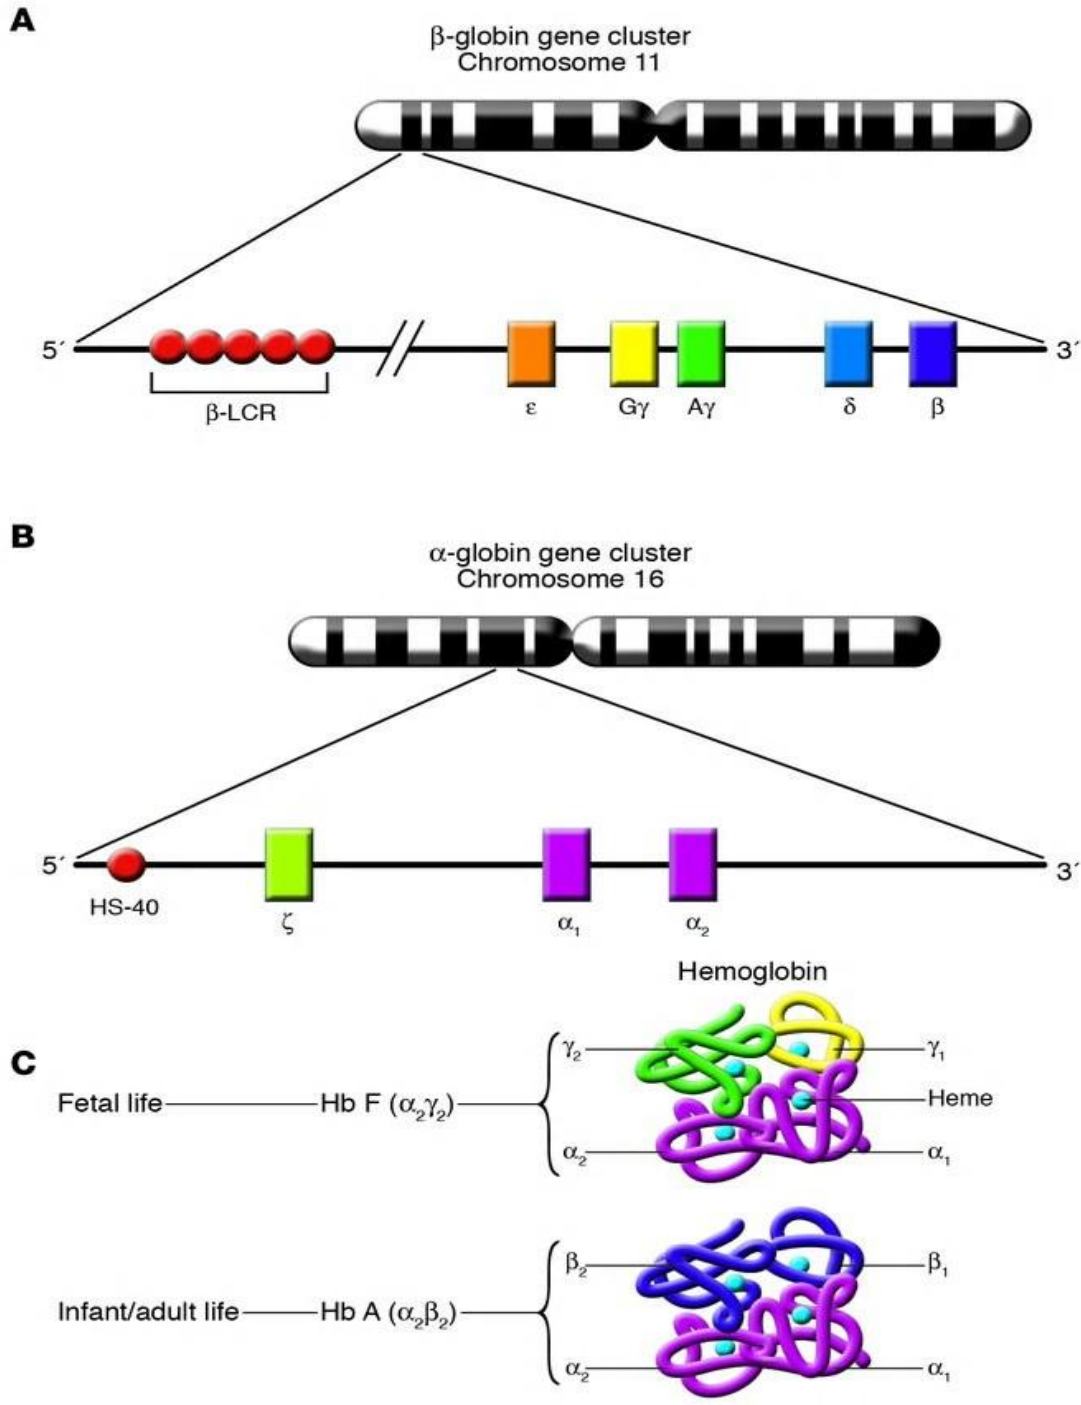 A
β-globin gene cluster
Chromosome 11
5´
3´
β-LCR
ε
Gγ
Aγ
δ
β
B
α-globin gene cluster
Chromosome 16
5´
3´
HS-40
ζ
α₁
α₂
Hemoglobin
C
γ₂
γ₁
Fetal life
Hb F (α₂γ₂)
Heme
α₂
α₁
β₂
β₁
Infant/adult life
Hb A (α₂β₂)
α₂
α₁